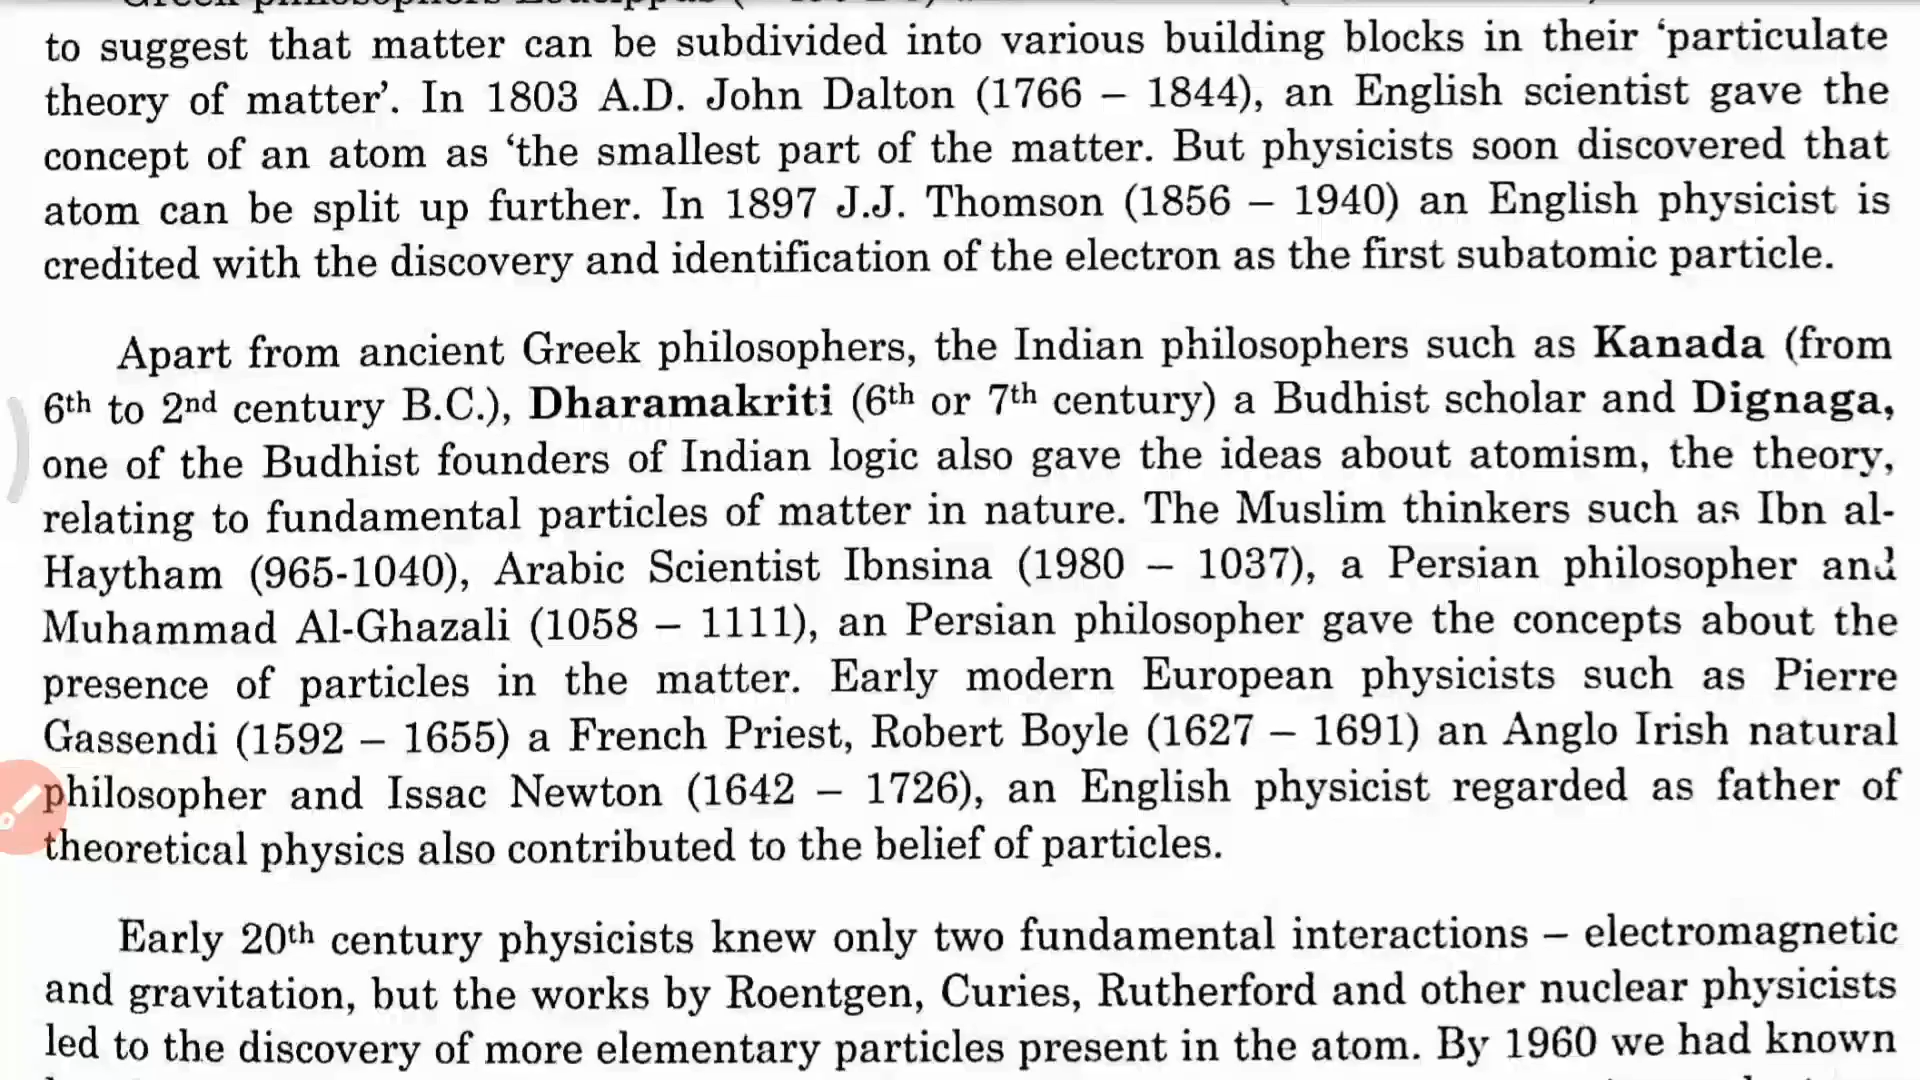 to suggest that matter can be subdivided into various building blocks in their ‘particulate
theory of matter’. In 1803 A.D. John Dalton (1766 – 1844), an English scientist gave the
concept of an atom as ‘the smallest part of the matter. But physicists soon discovered that
atom can be split up further. In 1897 J.J. Thomson (1856 – 1940) an English physicist is
credited with the discovery and identification of the electron as the first subatomic particle.
Apart from ancient Greek philosophers, the Indian philosophers such as Kanada (from
6th to 2nd century B.C.), Dharamakriti (6th or 7th century) a Budhist scholar and Dignaga,
one of the Budhist founders of Indian logic also gave the ideas about atomism, the theory,
relating to fundamental particles of matter in nature. The Muslim thinkers such as Ibn al-
Haytham (965-1040), Arabic Scientist Ibnsina (1980 – 1037), a Persian philosopher and
Muhammad Al-Ghazali (1058 – 1111), an Persian philosopher gave the concepts about the
presence of particles in the matter. Early modern European physicists such as Pierre
Gassendi (1592 – 1655) a French Priest, Robert Boyle (1627 – 1691) an Anglo Irish natural
philosopher and Issac Newton (1642 – 1726), an English physicist regarded as father of
theoretical physics also contributed to the belief of particles.
Early 20th century physicists knew only two fundamental interactions – electromagnetic
and gravitation, but the works by Roentgen, Curies, Rutherford and other nuclear physicists
led to the discovery of more elementary particles present in the atom. By 1960 we had known